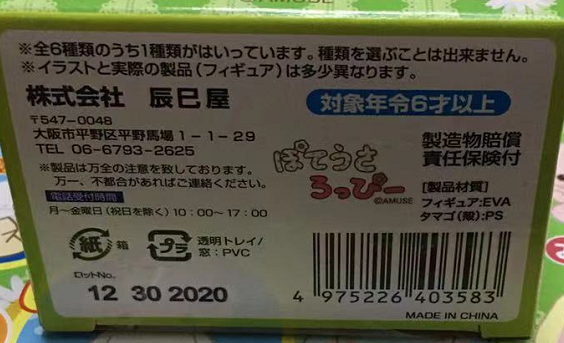 ©AMUSE
※全6種類のうち1種類がはいっています。種類を選ぶことは出来ません。
※イラストと実際の製品(フィギュア)は多少異なります。
株式会社 辰巳屋
対象年令6才以上
〒547-0048
大阪市平野区平野馬場1-1-29
TEL 06-6793-2625
※製品は万全の注意を致しております。
万一、不都合があればご連絡ください。
電話受付時間
月～金曜日(祝日を除く)10:00～17:00
ぽてうさ
ろっぴー
©AMUSE
製造物賠償
責任保険付
[製品材質]
フィギュア:EVA
タマゴ(殻):PS
紙 箱
プラ 透明トレイ/
窓:PVC
ロットNo.
12 30 2020
4 975226 403583
MADE IN CHINA